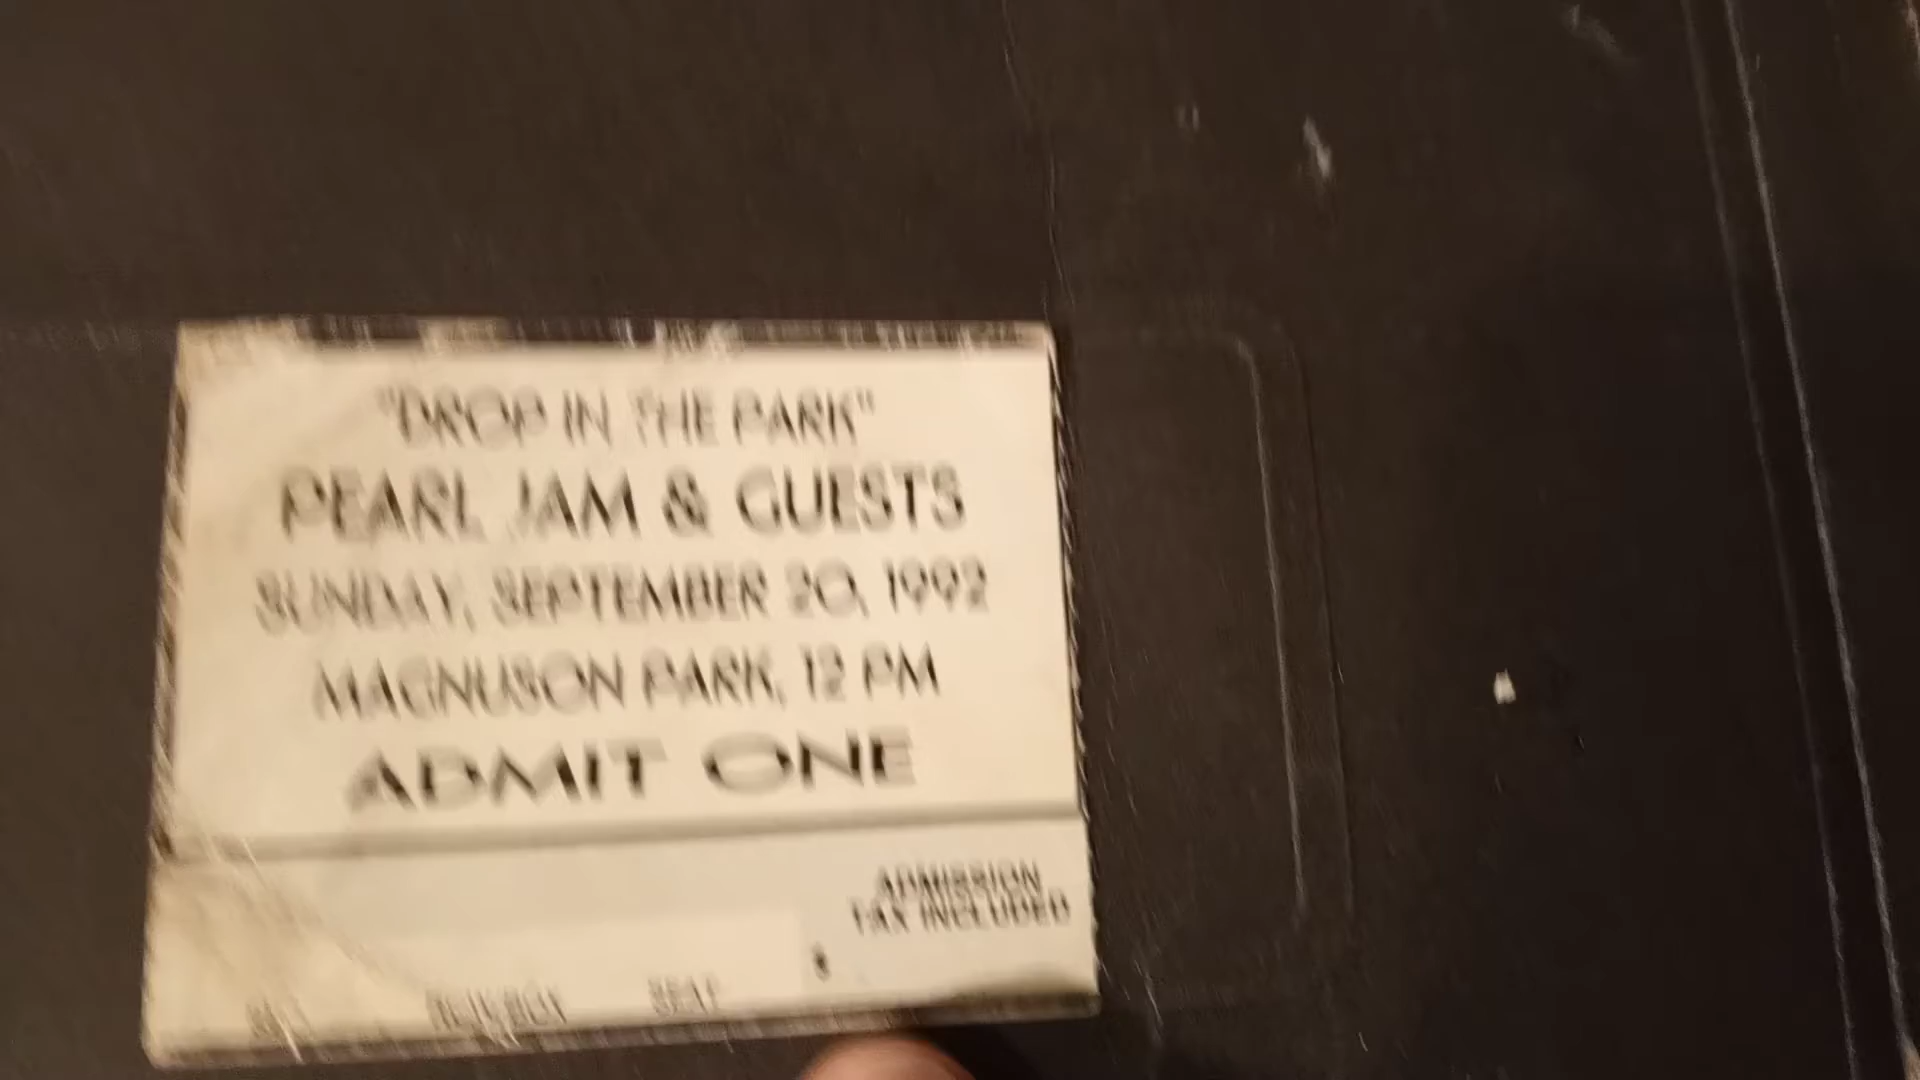 "DROP IN THE PARK"
PEARL JAM & GUESTS
SUNDAY, SEPTEMBER 20, 1992
MAGNUSON PARK, 12 PM
ADMIT ONE
ADMISSION
TAX INCLUDED
$
SEAT